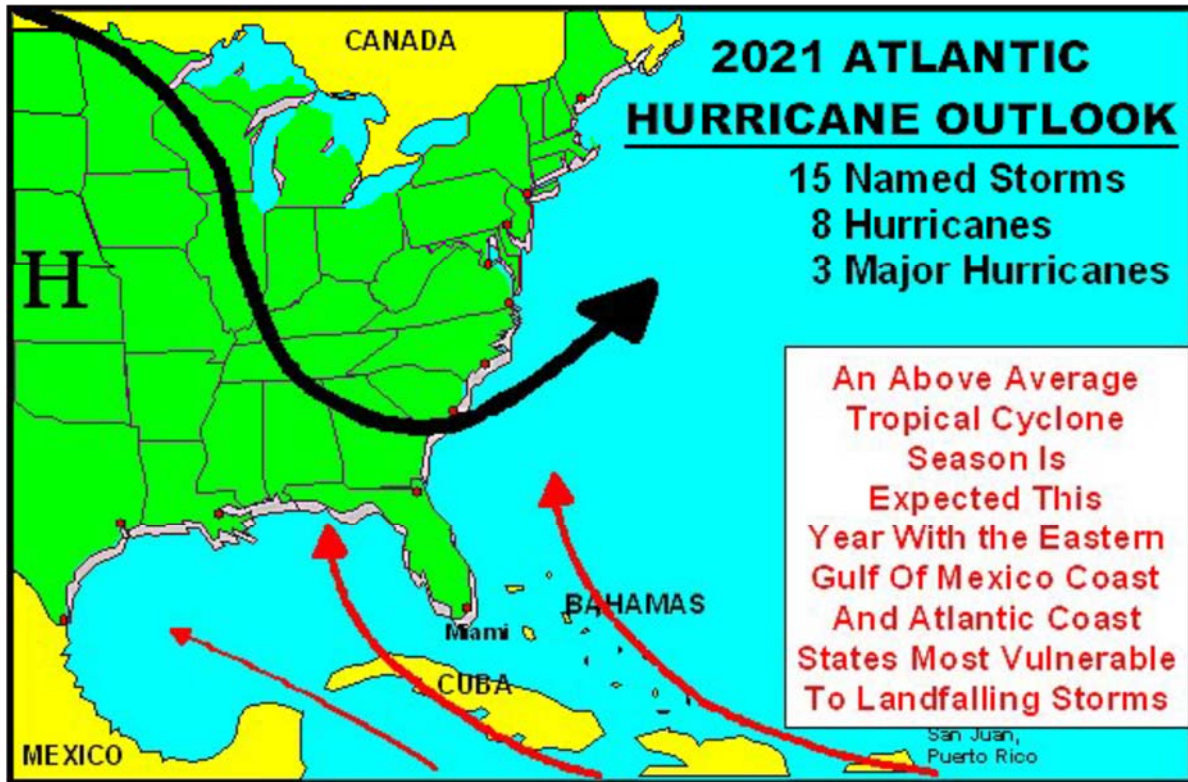 CANADA
2021 ATLANTIC
HURRICANE OUTLOOK
15 Named Storms
8 Hurricanes
3 Major Hurricanes
H
An Above Average
Tropical Cyclone
Season Is
Expected This
Year With the Eastern
Gulf Of Mexico Coast
And Atlantic Coast
States Most Vulnerable
To Landfalling Storms
BAHAMAS
Miami
CUBA
San Juan,
Puerto Rico
MEXICO